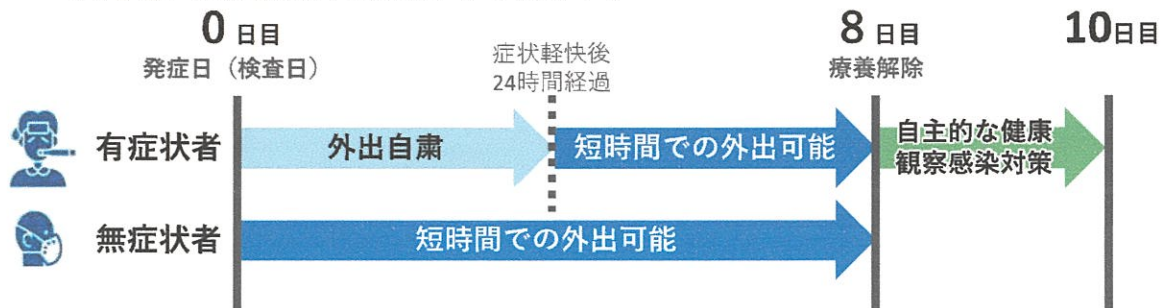 0日目
発症日（検査日）
症状軽快後
24時間経過
8日目
療養解除
10日目
有症状者
外出自粛
短時間での外出可能
自主的な健康
観察感染対策
無症状者
短時間での外出可能